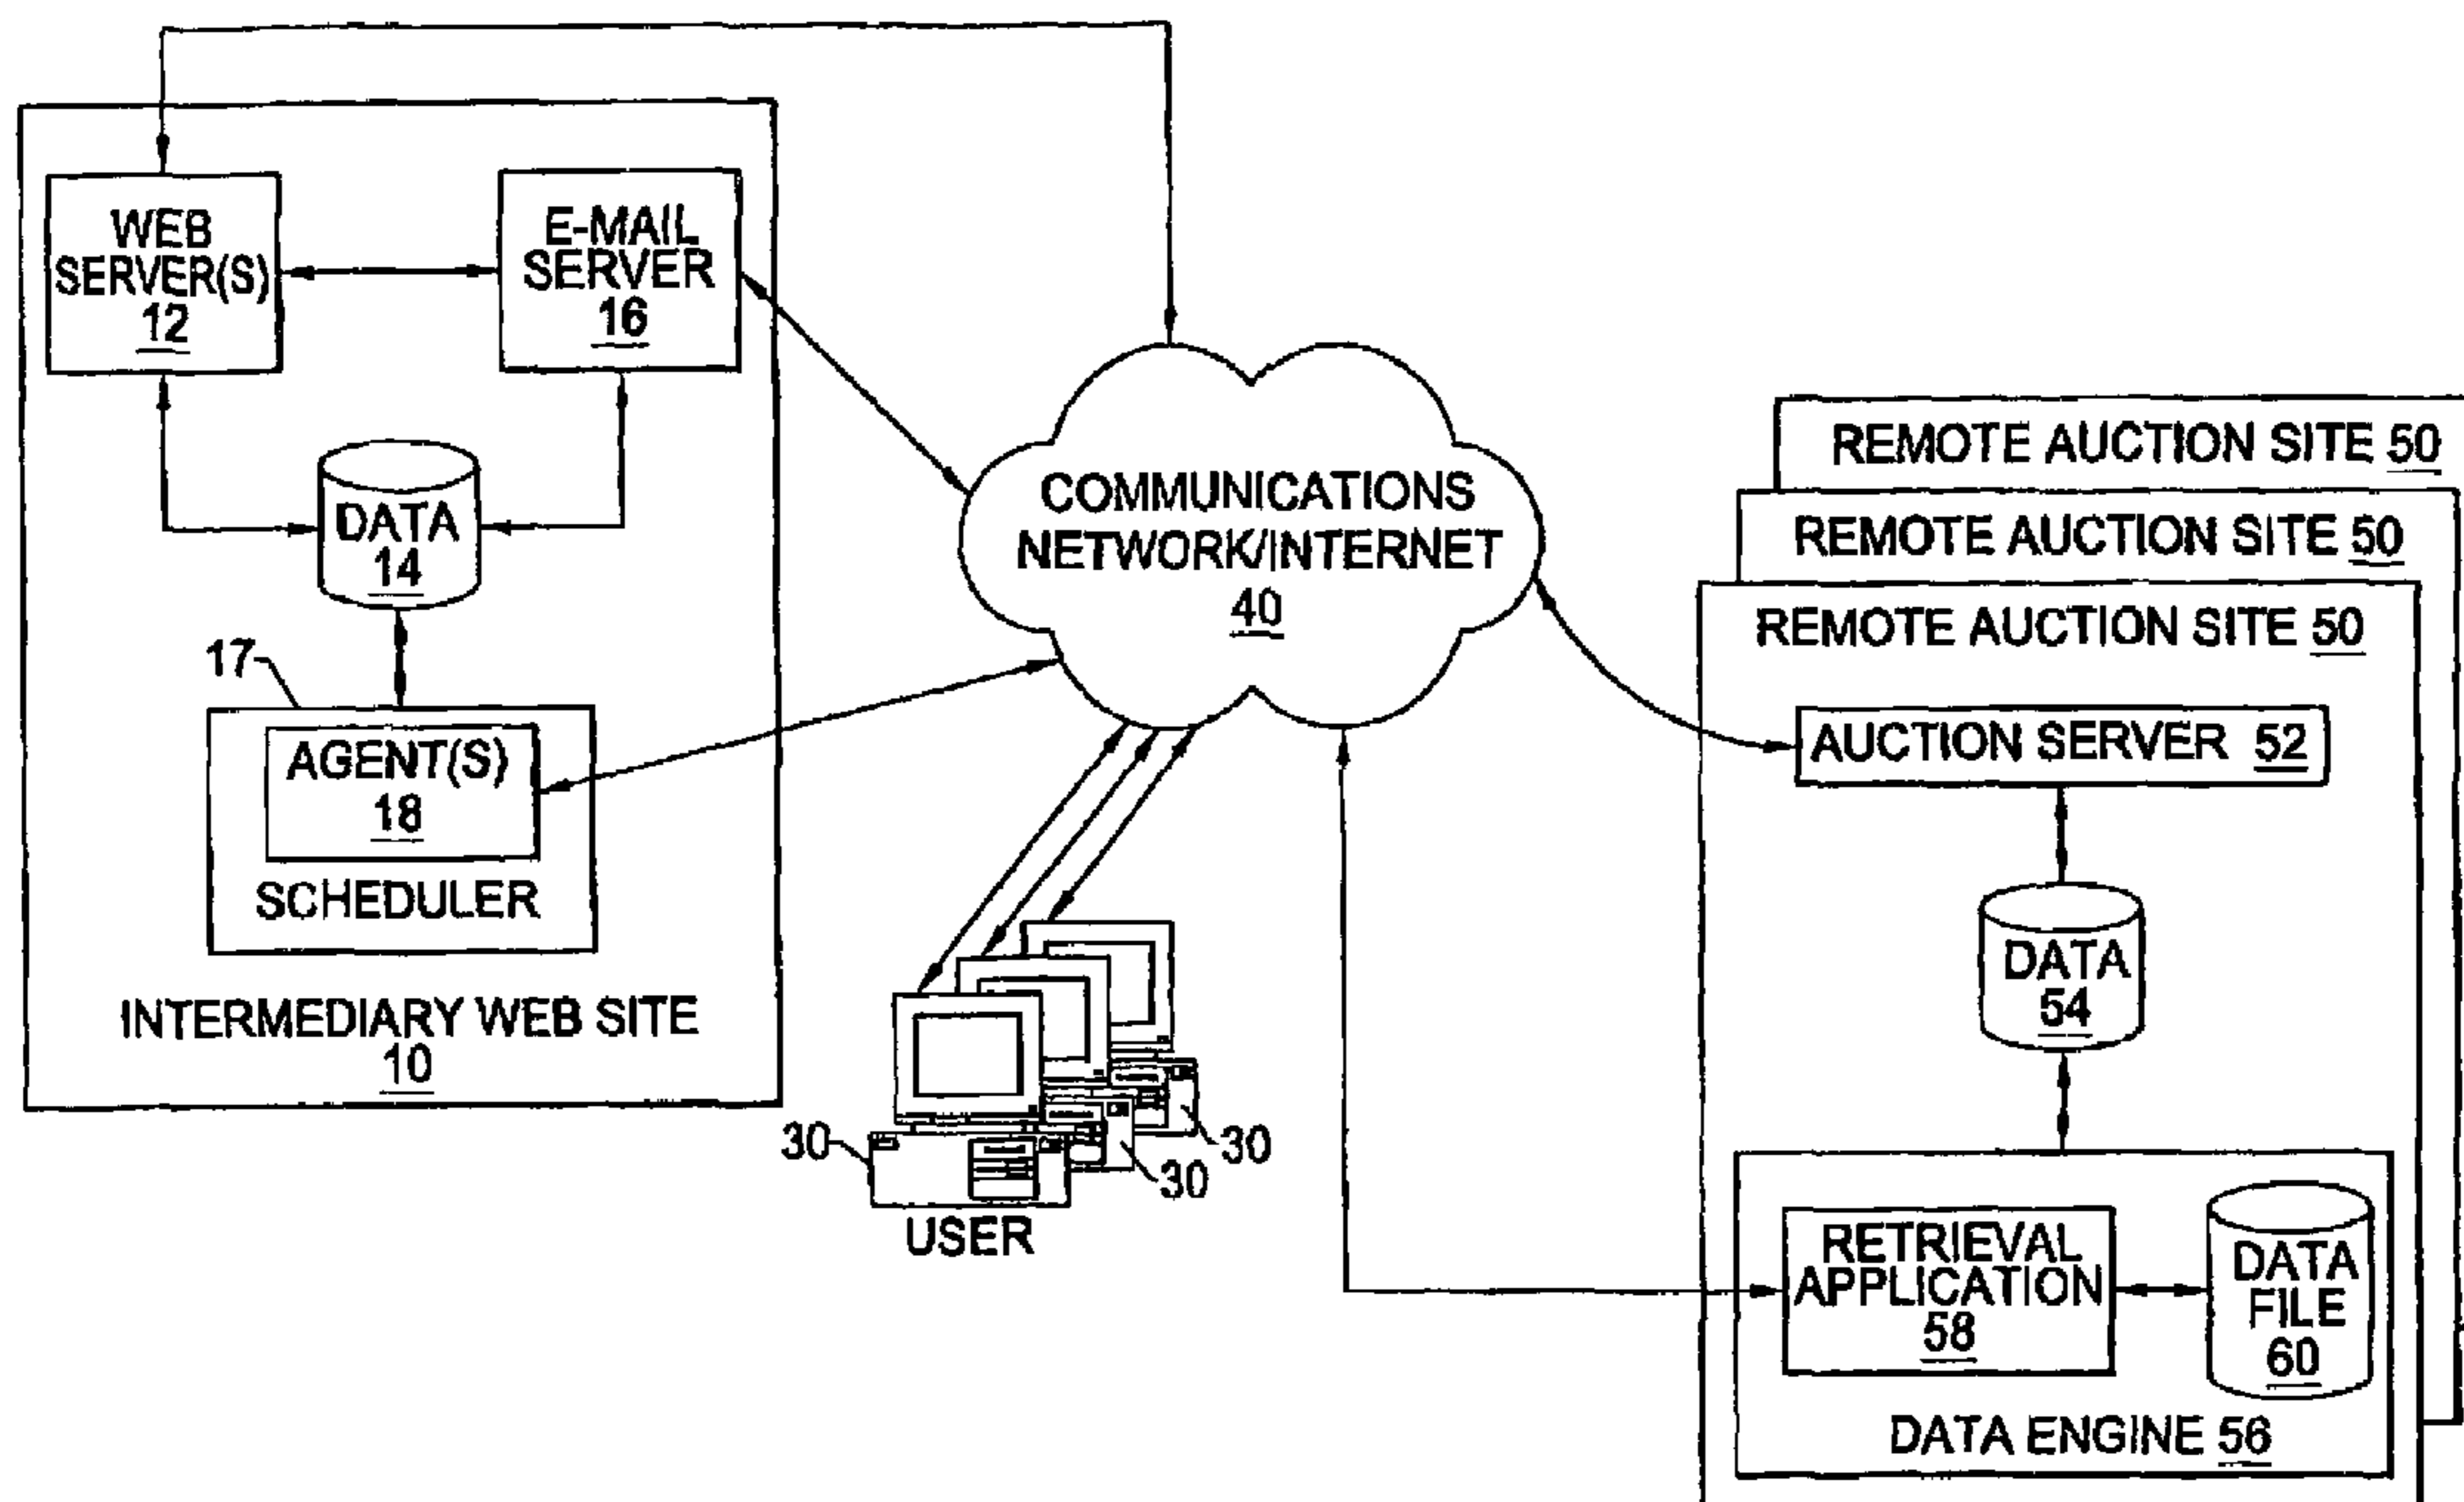 WEB
SERVER(S)
12
E-MAIL
SERVER
16
DATA
14
17
AGENT(S)
18
SCHEDULER
INTERMEDIARY WEB SITE
10
COMMUNICATIONS
NETWORK/INTERNET
40
30
30
30
USER
REMOTE AUCTION SITE 50
REMOTE AUCTION SITE 50
REMOTE AUCTION SITE 50
AUCTION SERVER 52
DATA
54
RETRIEVAL
APPLICATION
58
DATA
FILE
60
DATA ENGINE 56